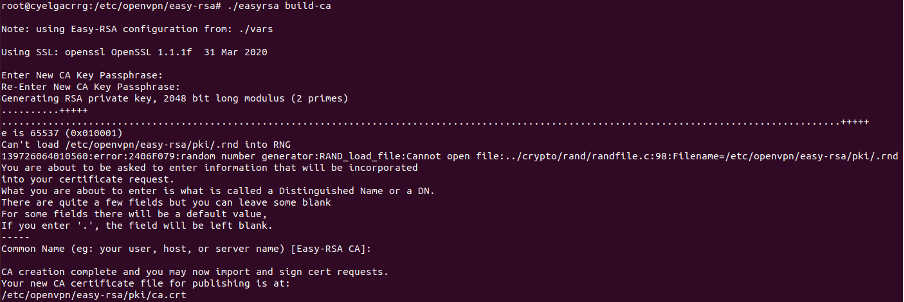 root@cyelgacrrg:/etc/openvpn/easy-rsa# ./easyrsa build-ca
Note: using Easy-RSA configuration from: ./vars
Using SSL: openssl OpenSSL 1.1.1f  31 Mar 2020
Enter New CA Key Passphrase:
Re-Enter New CA Key Passphrase:
Generating RSA private key, 2048 bit long modulus (2 primes)
..........+++++
............................................................................................................................................+++++
e is 65537 (0x010001)
Can't load /etc/openvpn/easy-rsa/pki/.rnd into RNG
139726064010560:error:2406F079:random number generator:RAND_load_file:Cannot open file:../crypto/rand/randfile.c:98:Filename=/etc/openvpn/easy-rsa/pki/.rnd
You are about to be asked to enter information that will be incorporated
into your certificate request.
What you are about to enter is what is called a Distinguished Name or a DN.
There are quite a few fields but you can leave some blank
For some fields there will be a default value,
If you enter '.', the field will be left blank.
-----
Common Name (eg: your user, host, or server name) [Easy-RSA CA]:
CA creation complete and you may now import and sign cert requests.
Your new CA certificate file for publishing is at:
/etc/openvpn/easy-rsa/pki/ca.crt